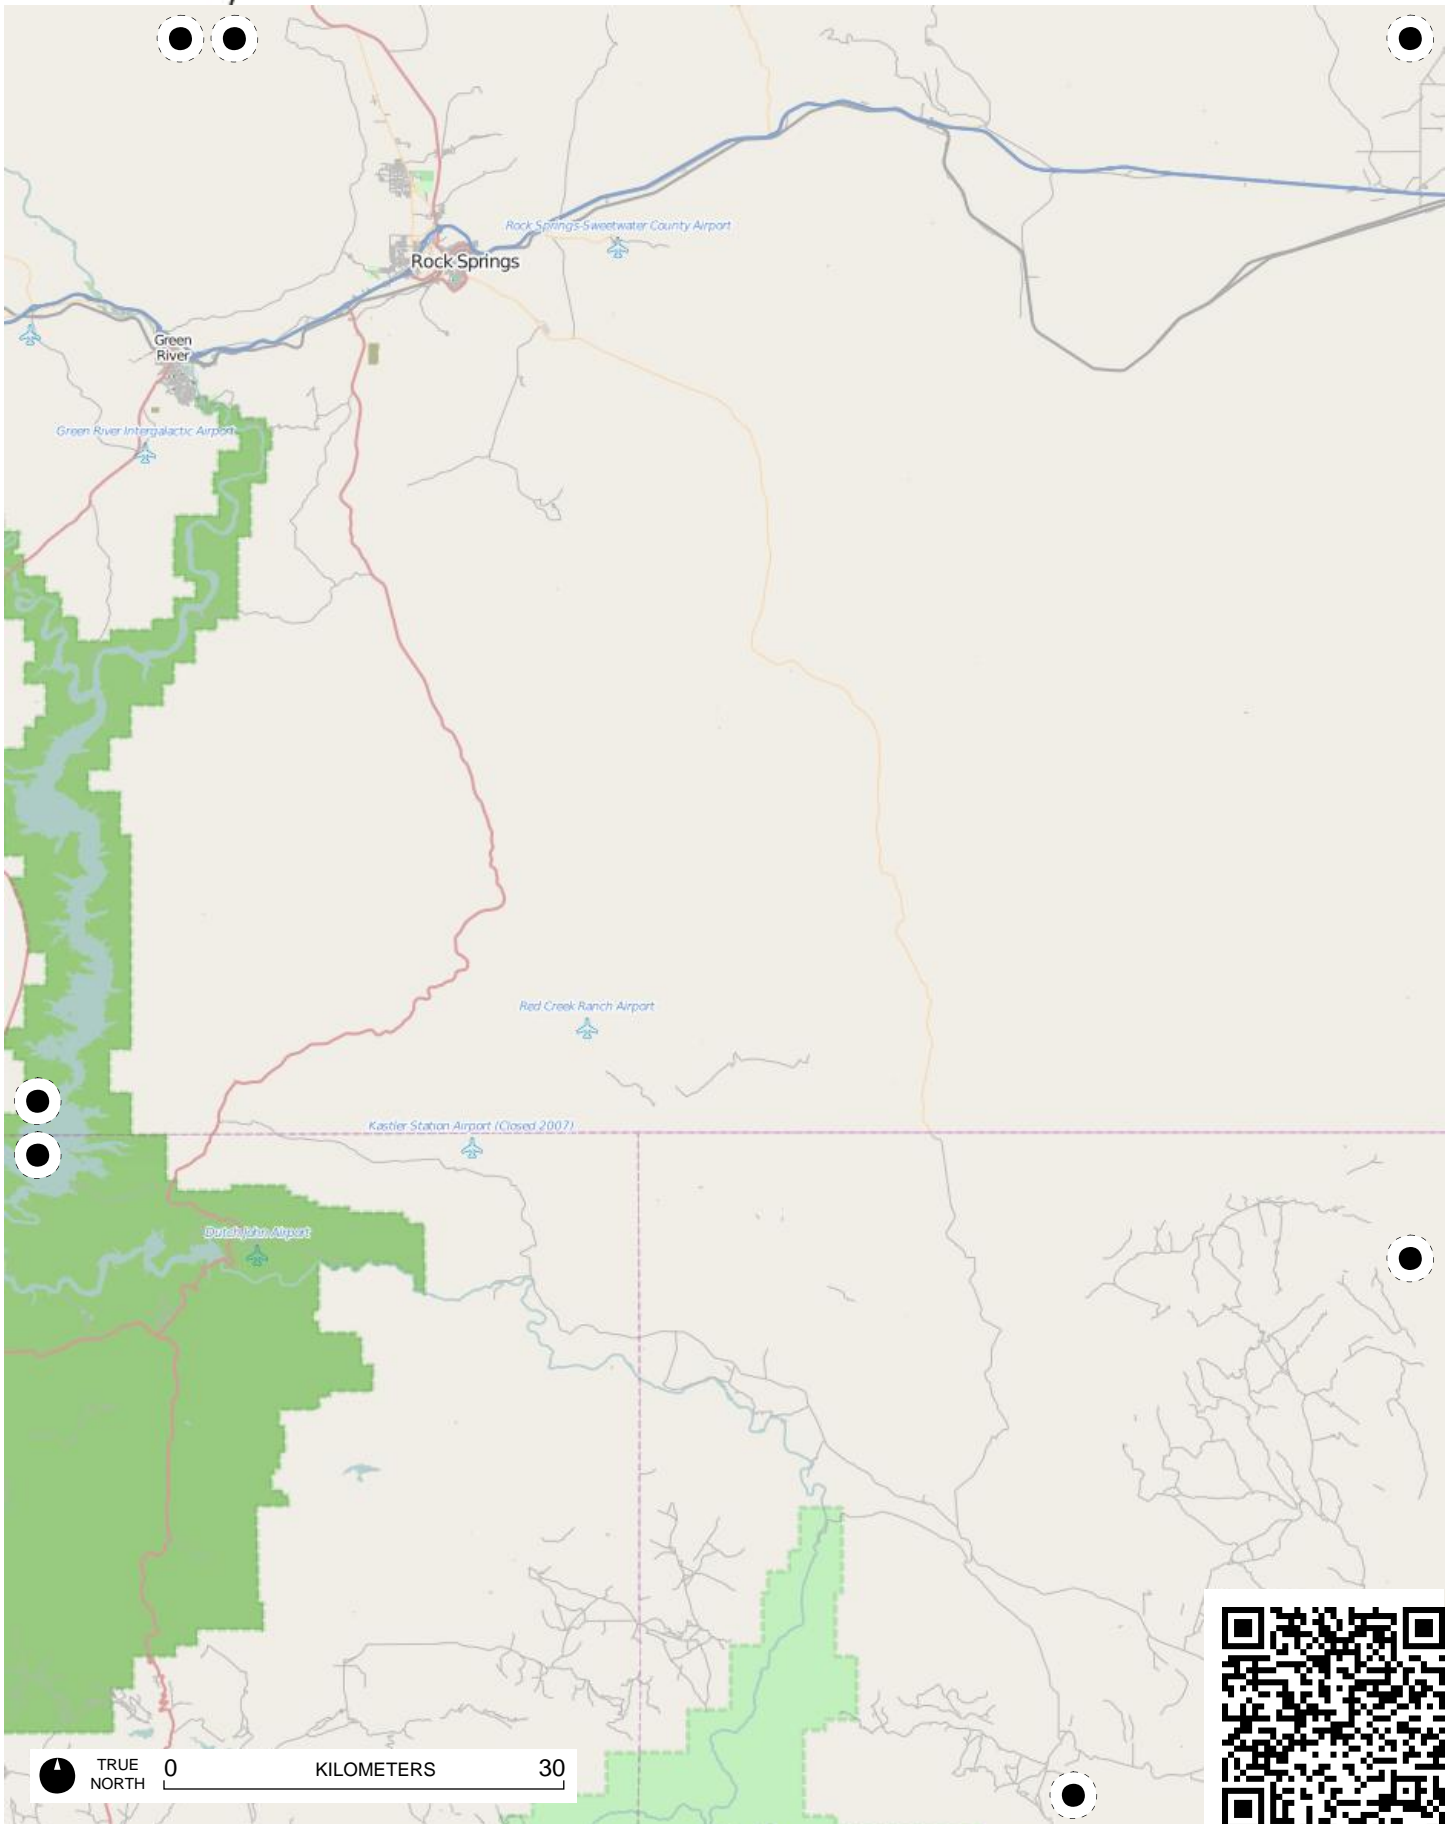 Rock Springs-Sweetwater County Airport
Rock Springs
Green
River
Green River Intergalactic Airport
Red Creek Ranch Airport
Kastler Station Airport (Closed 2007)
Dutch John Airport
TRUE
NORTH
0
KILOMETERS
30